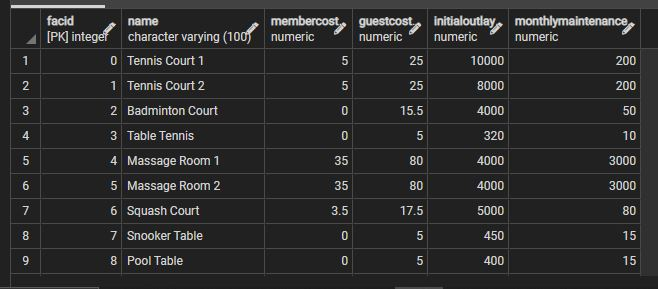 facid name membercost guestcost initialoutlay monthlymaintenance
[PK] integer character varying (100) numeric numeric numeric numeric
1 0 Tennis Court 1 5 25 10000 200
2 1 Tennis Court 2 5 25 8000 200
3 2 Badminton Court 0 15.5 4000 50
4 3 Table Tennis 0 5 320 10
5 4 Massage Room 1 35 80 4000 3000
6 5 Massage Room 2 35 80 4000 3000
7 6 Squash Court 3.5 17.5 5000 80
8 7 Snooker Table 0 5 450 15
9 8 Pool Table 0 5 400 15